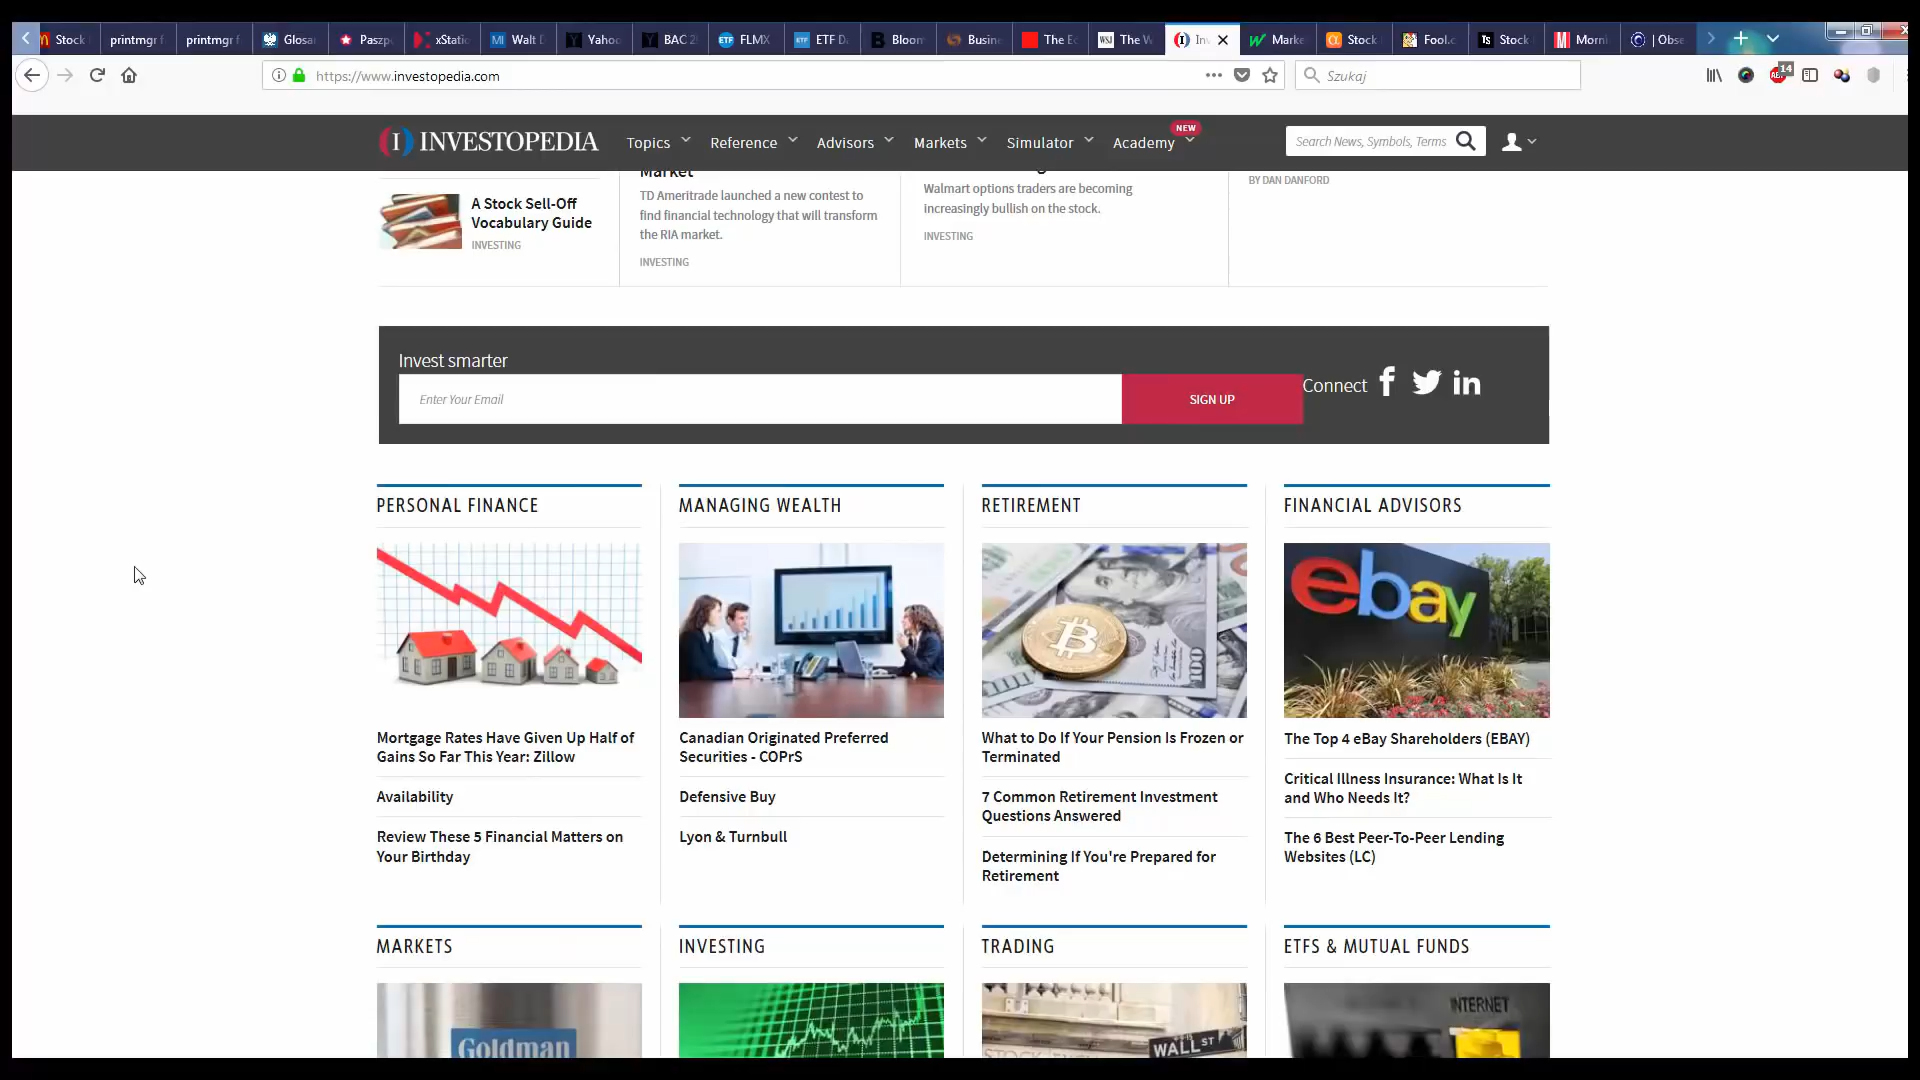 Stock
printmgr f
printmgr f
Glosa
Paszp
xStatio
Walt D
Yaho
BAC 2
FLMX
ETF D
Bloom
Busin
The Ec
The W
Inv
Marke
Stock
Fool.c
Stock
Morni
| Obse
https://www.investopedia.com
Szukaj
14
INVESTOPEDIA
Topics
Reference
Advisors
Markets
Simulator
Academy
NEW
Search News, Symbols, Terms
A Stock Sell-Off
Vocabulary Guide
INVESTING
Market
TD Ameritrade launched a new contest to
find financial technology that will transform
the RIA market.
INVESTING
Walmart options traders are becoming
increasingly bullish on the stock.
INVESTING
BY DAN DANFORD
Invest smarter
Enter Your Email
SIGN UP
Connect
PERSONAL FINANCE
Mortgage Rates Have Given Up Half of
Gains So Far This Year: Zillow
Availability
Review These 5 Financial Matters on
Your Birthday
MANAGING WEALTH
Canadian Originated Preferred
Securities - COPrS
Defensive Buy
Lyon & Turnbull
RETIREMENT
100
What to Do If Your Pension Is Frozen or
Terminated
7 Common Retirement Investment
Questions Answered
Determining If You're Prepared for
Retirement
FINANCIAL ADVISORS
ebay
The Top 4 eBay Shareholders (EBAY)
Critical Illness Insurance: What Is It
and Who Needs It?
The 6 Best Peer-To-Peer Lending
Websites (LC)
MARKETS
Goldman
INVESTING
TRADING
WALL ST
ETFS & MUTUAL FUNDS
INTERNET